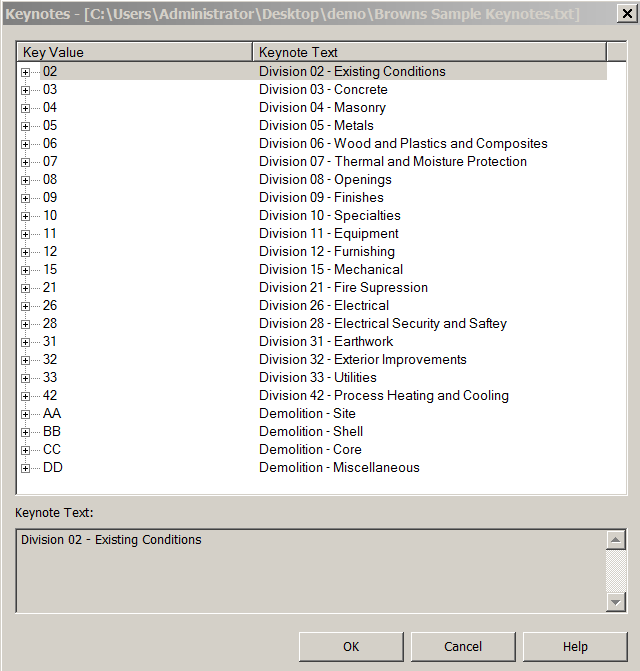 Keynotes - [C:\Users\Administrator\Desktop\demo\Browns Sample Keynotes.txt]
Key Value Keynote Text
02 Division 02 - Existing Conditions
03 Division 03 - Concrete
04 Division 04 - Masonry
05 Division 05 - Metals
06 Division 06 - Wood and Plastics and Composites
07 Division 07 - Thermal and Moisture Protection
08 Division 08 - Openings
09 Division 09 - Finishes
10 Division 10 - Specialties
11 Division 11 - Equipment
12 Division 12 - Furnishing
15 Division 15 - Mechanical
21 Division 21 - Fire Supression
26 Division 26 - Electrical
28 Division 28 - Electrical Security and Saftey
31 Division 31 - Earthwork
32 Division 32 - Exterior Improvements
33 Division 33 - Utilities
42 Division 42 - Process Heating and Cooling
AA Demolition - Site
BB Demolition - Shell
CC Demolition - Core
DD Demolition - Miscellaneous
Keynote Text:
Division 02 - Existing Conditions
OK Cancel Help